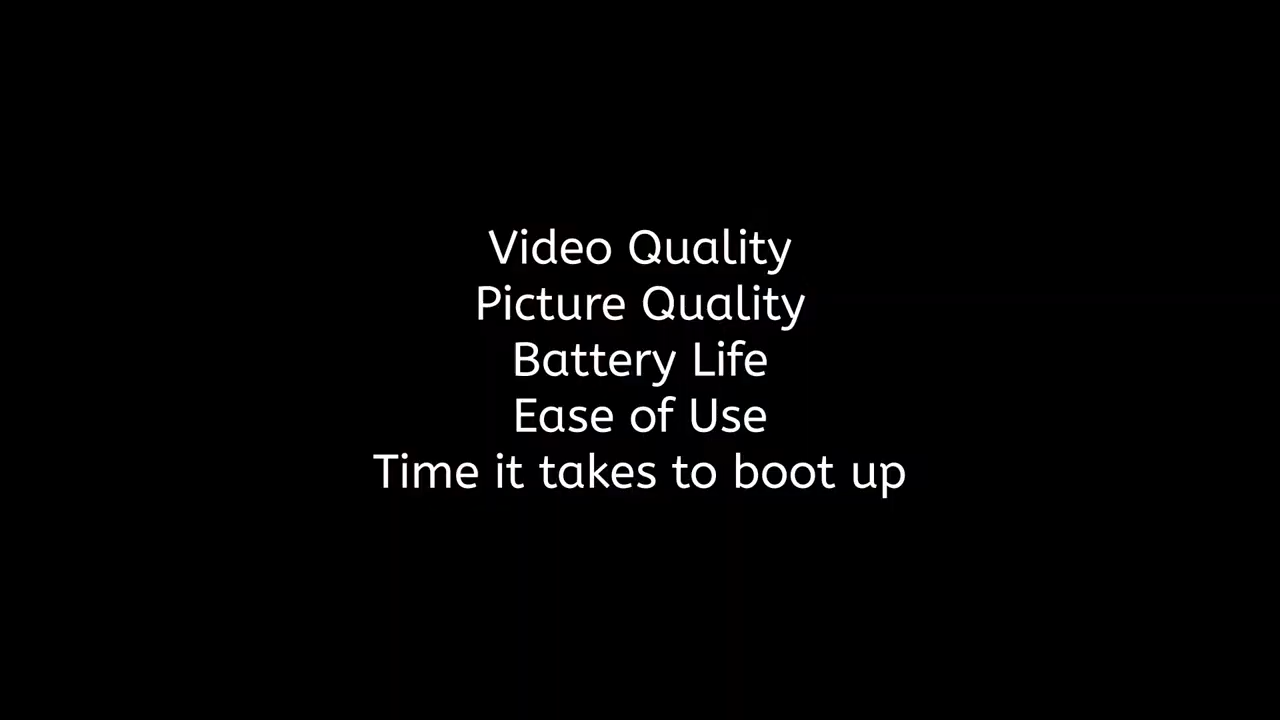 Video Quality
Picture Quality
Battery Life
Ease of Use
Time it takes to boot up